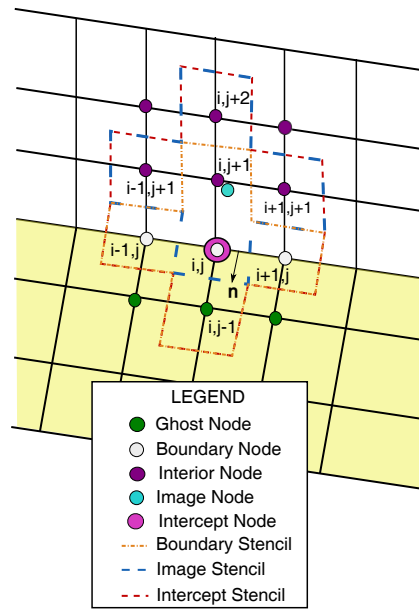 i,j+2
i,j+1
i-1,j+1
i+1,j+1
i-1,j
i,j
i+1,j
n
i,j-1
LEGEND
Ghost Node
Boundary Node
Interior Node
Image Node
Intercept Node
Boundary Stencil
Image Stencil
Intercept Stencil